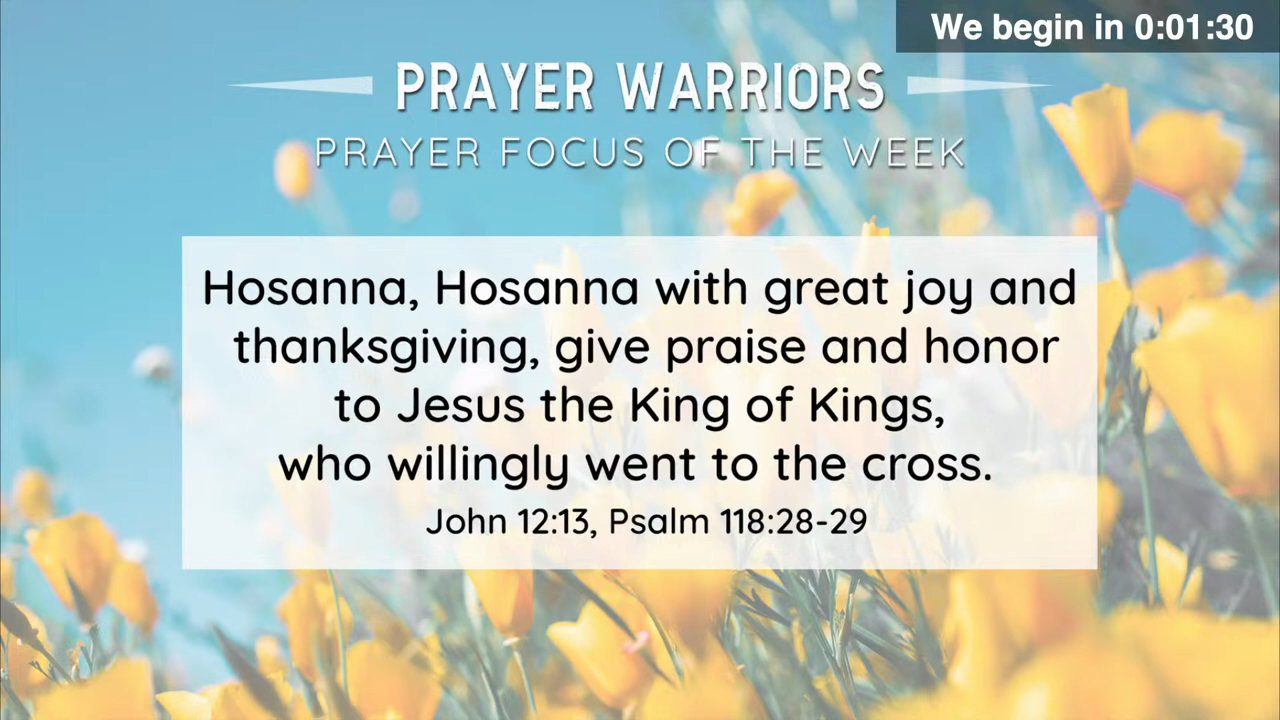 We begin in 0:01:30
PRAYER WARRIORS
PRAYER FOCUS OF THE WEEK
Hosanna, Hosanna with great joy and
thanksgiving, give praise and honor
to Jesus the King of Kings,
who willingly went to the cross.
John 12:13, Psalm 118:28-29